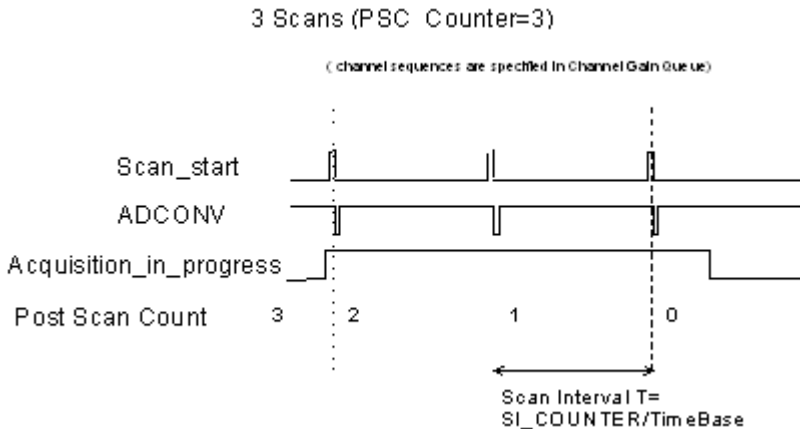 3 Scans (PSC Counter=3)
( channel sequences are specified in Channel Gain Queue)
Scan_start
ADCONV
Acquisition_in_progress
Post Scan Count 3 2 1 0
Scan Interval T=
SI_COUNTER/TimeBase